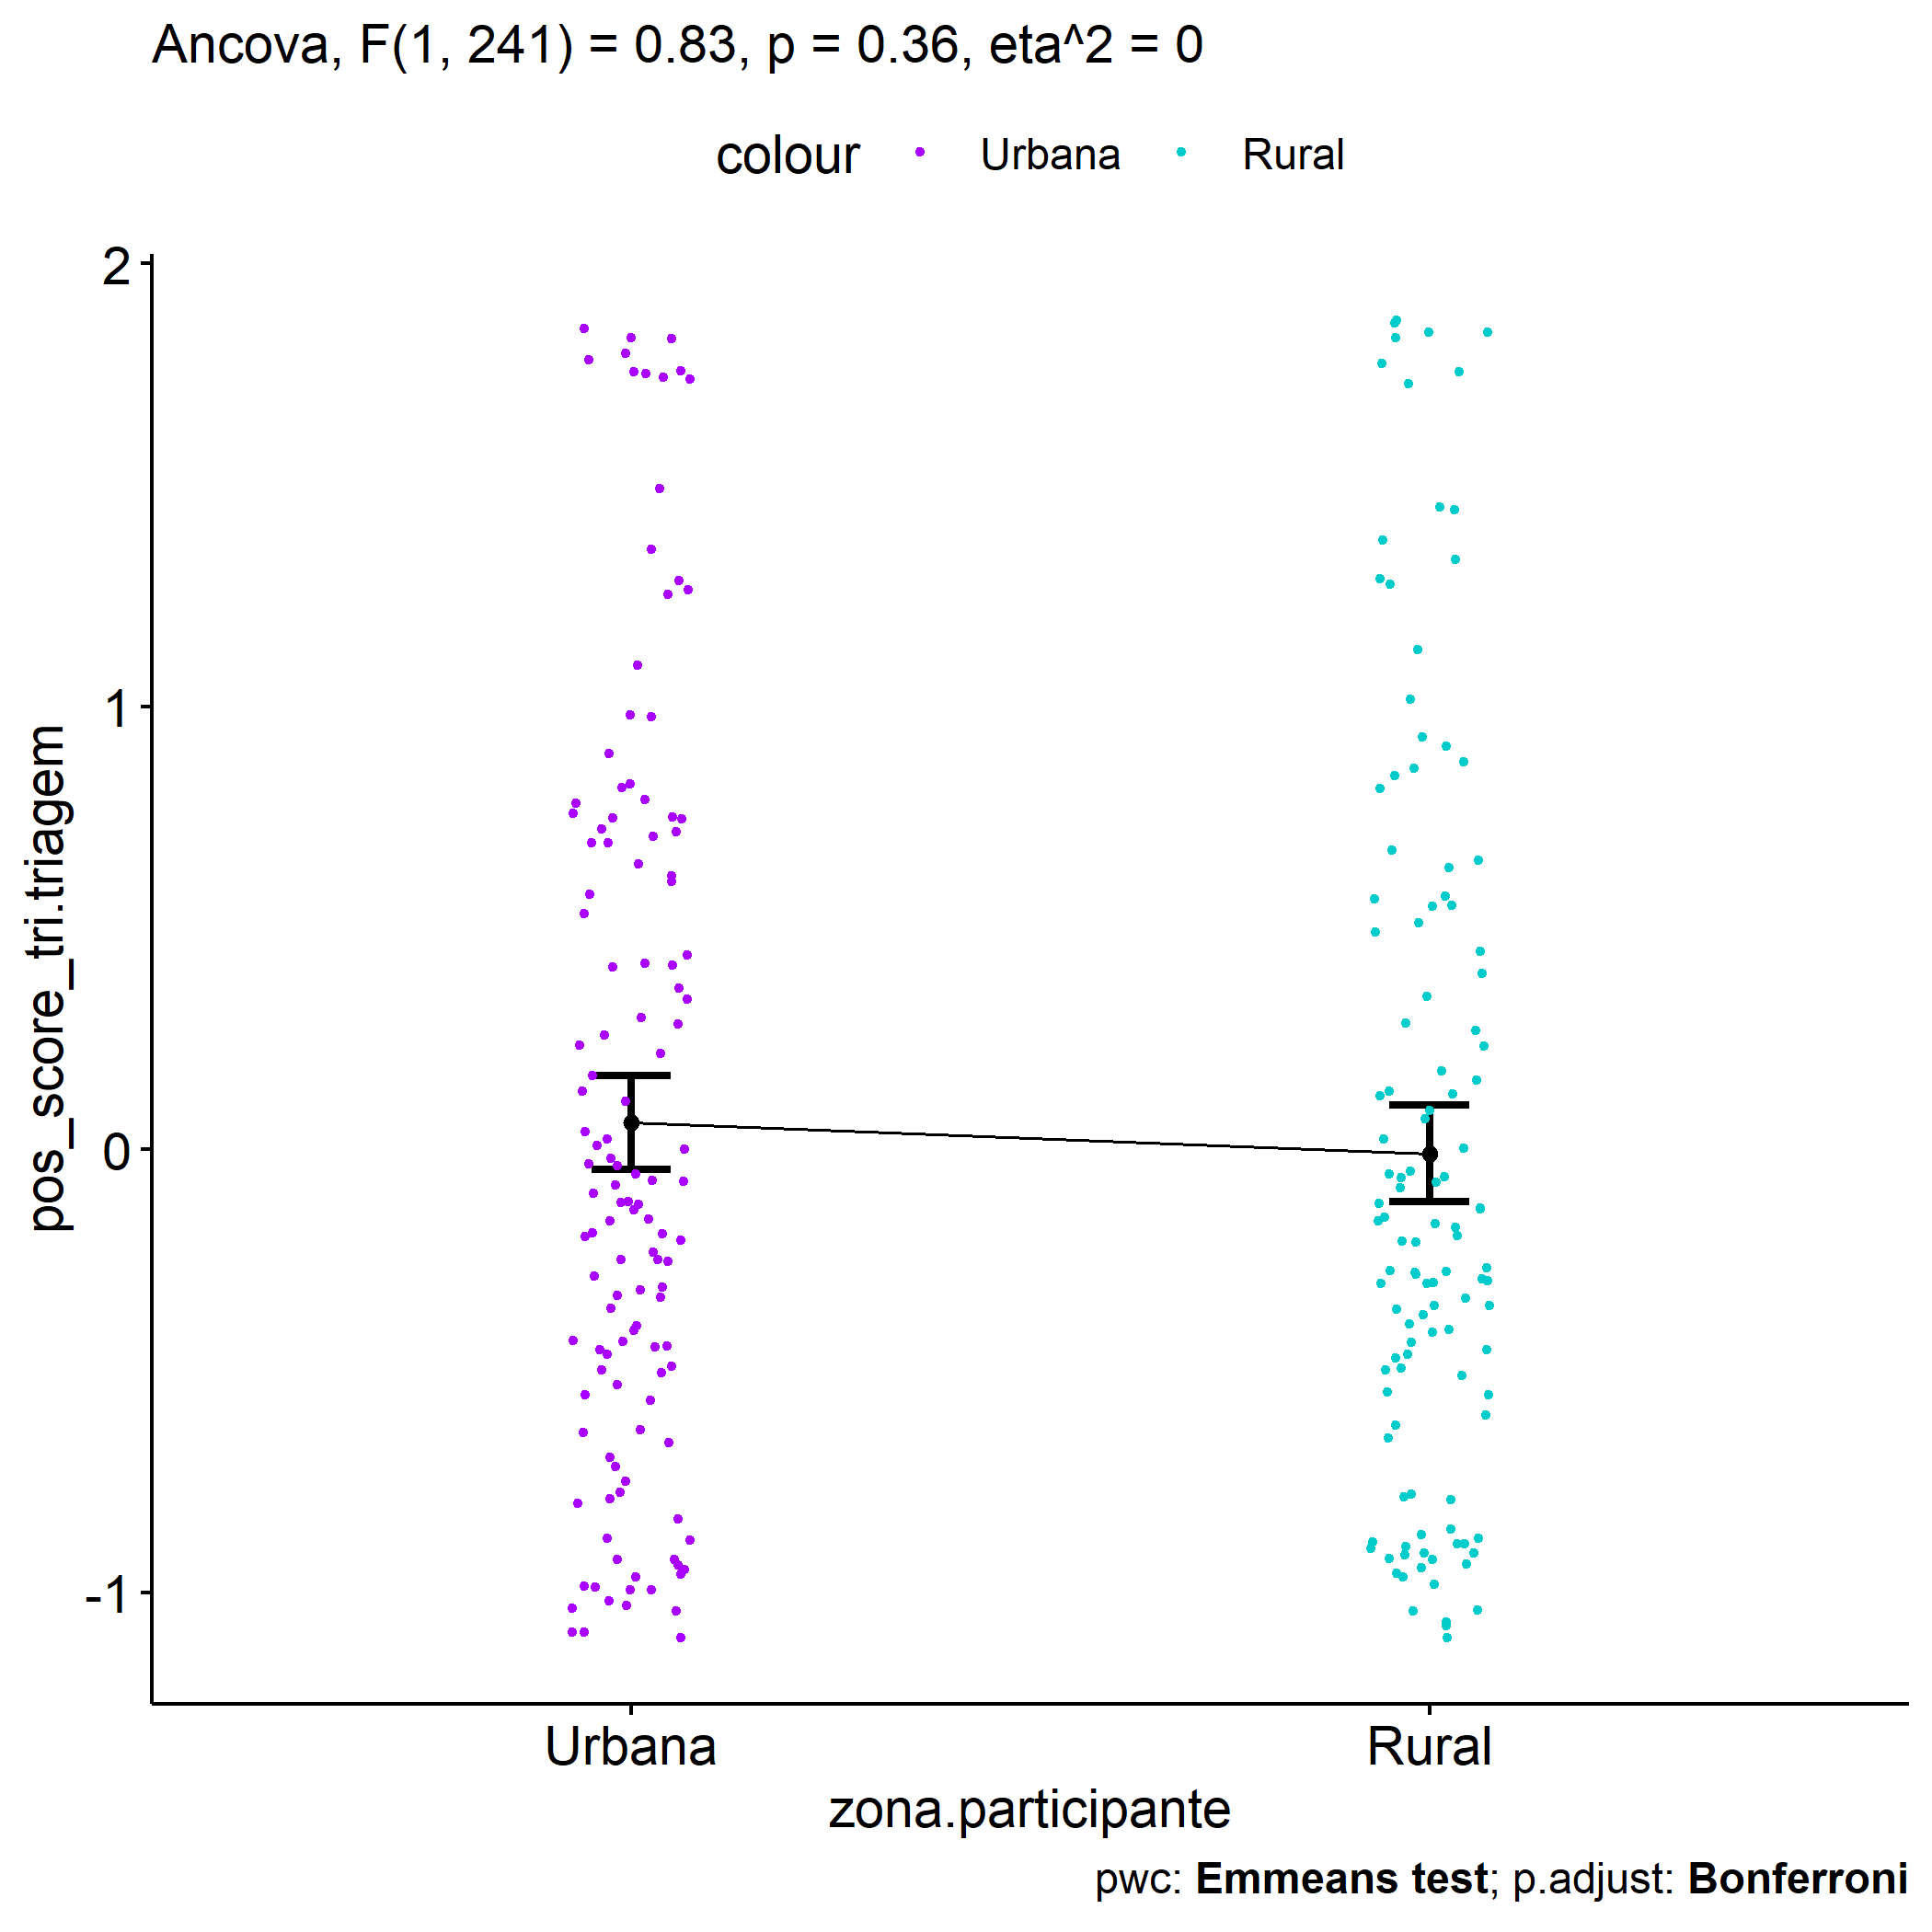 Ancova, F(1, 241) = 0.83, p = 0.36, eta^2 = 0
colour Urbana Rural
2
1
0
-1
pos_score_tri.triagem
Urbana Rural
zona.participante
pwc: Emmeans test; p.adjust: Bonferroni